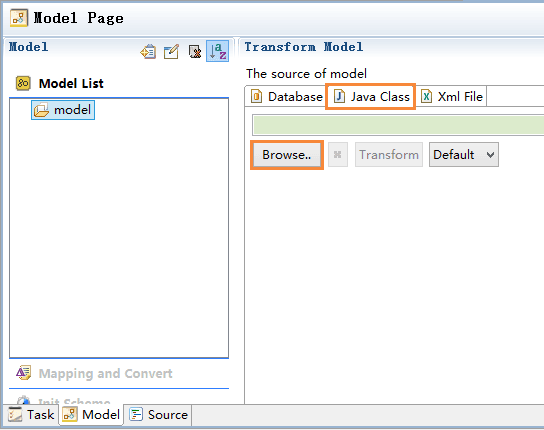 Model Page
Model
Model List
model
Mapping and Convert
Init Scheme
Transform Model
The source of model
Database Java Class Xml File
Browse.. Transform Default
Task Model Source